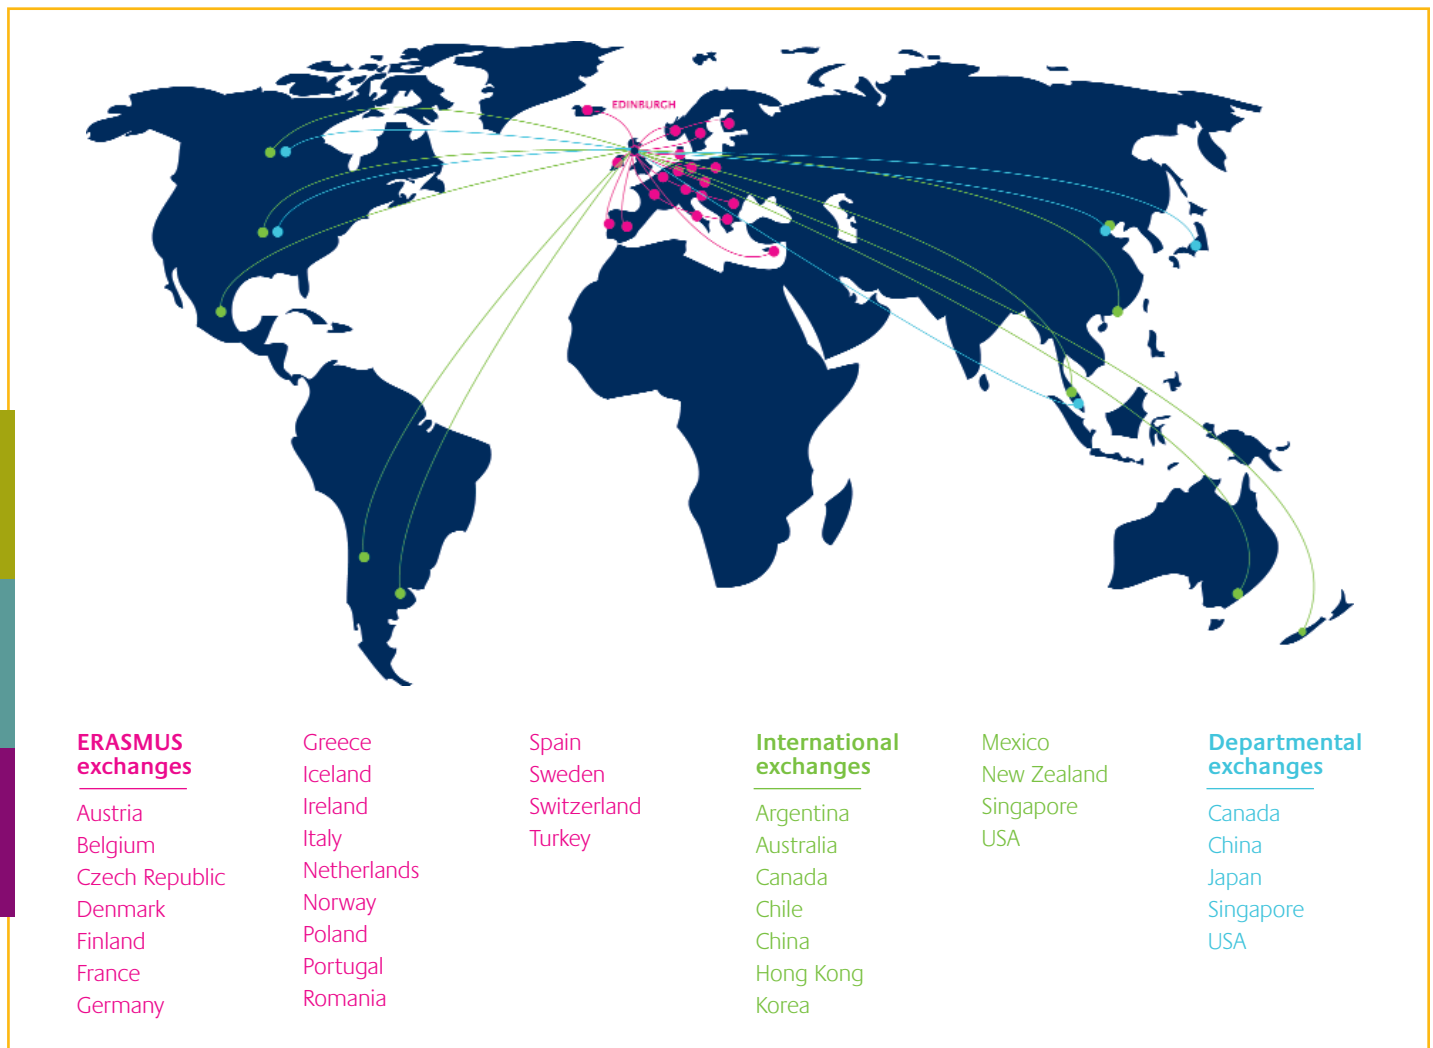 EDINBURGH
ERASMUS
exchanges
Austria
Belgium
Czech Republic
Denmark
Finland
France
Germany
Greece
Iceland
Ireland
Italy
Netherlands
Norway
Poland
Portugal
Romania
Spain
Sweden
Switzerland
Turkey
International
exchanges
Argentina
Australia
Canada
Chile
China
Hong Kong
Korea
Mexico
New Zealand
Singapore
USA
Departmental
exchanges
Canada
China
Japan
Singapore
USA